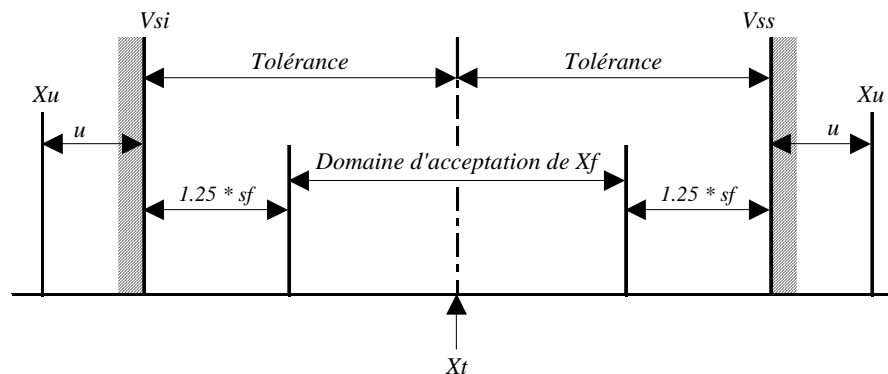 Vsi
Vss
Tolérance
Tolérance
Xu
Xu
u
u
Domaine d'acceptation de Xf
1.25 * sf
1.25 * sf
Xt